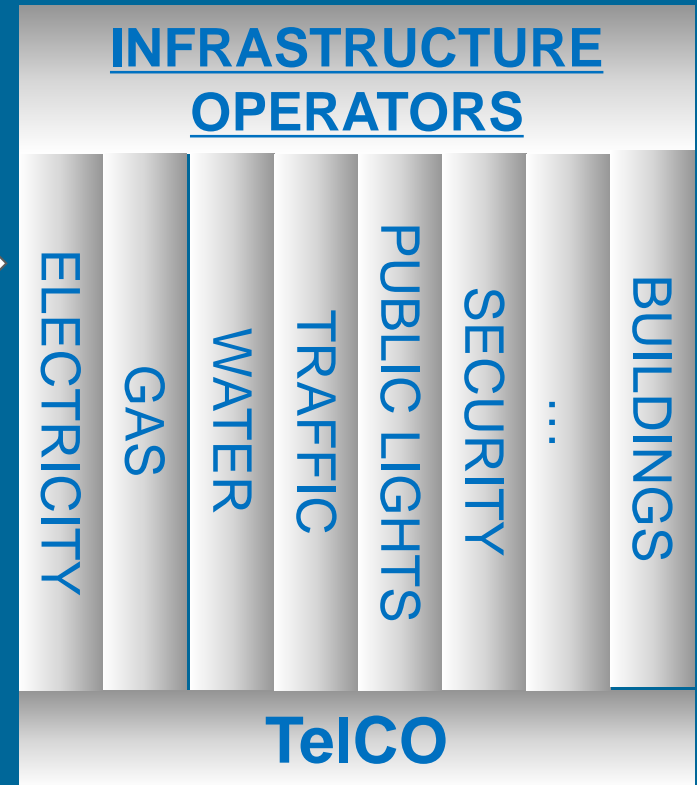 INFRASTRUCTURE
OPERATORS
ELECTRICITY
GAS
WATER
TRAFFIC
PUBLIC LIGHTS
SECURITY
...
BUILDINGS
TelCO